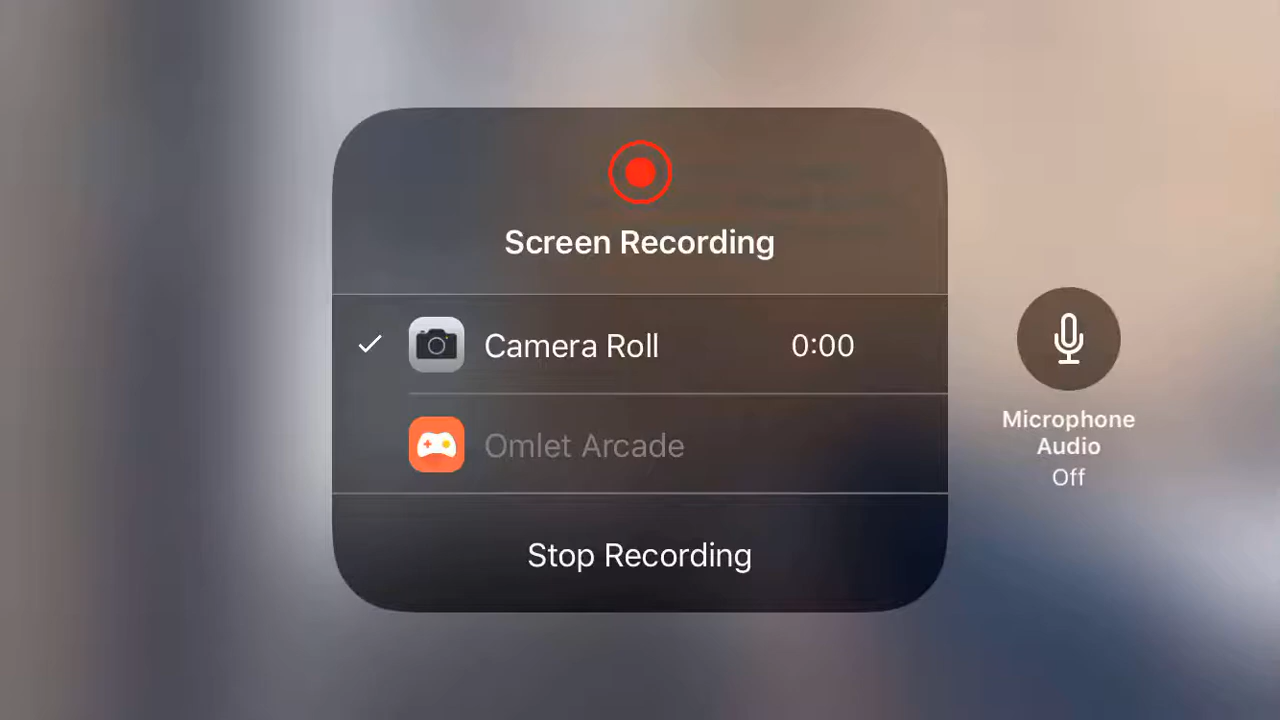 Screen Recording
Camera Roll 0:00
Omlet Arcade
Stop Recording
Microphone
Audio
Off